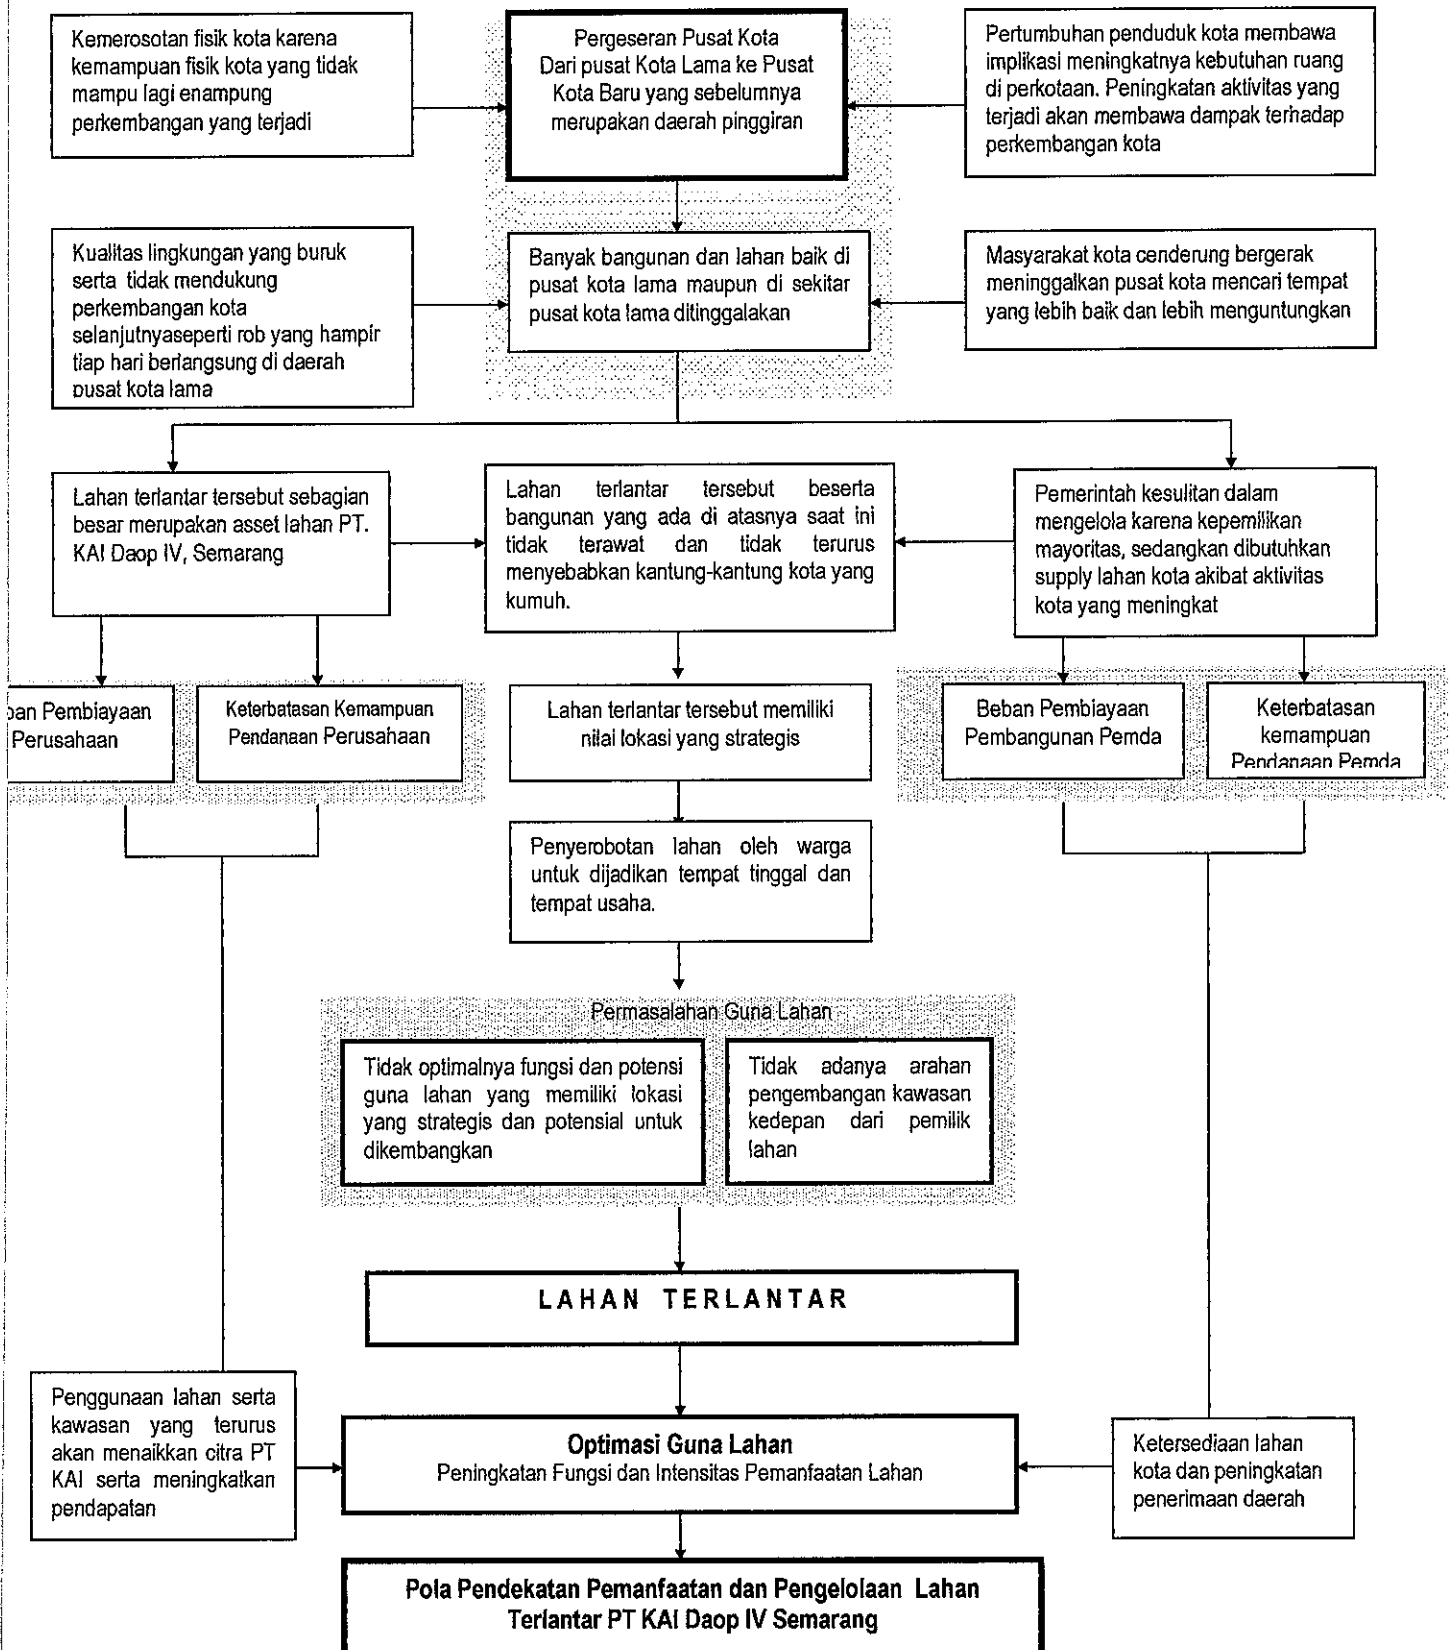 Kemerosotan fisik kota karena
kemampuan fisik kota yang tidak
mampu lagi enampung
perkembangan yang terjadi
Pergeseran Pusat Kota
Dari pusat Kota Lama ke Pusat
Kota Baru yang sebelumnya
merupakan daerah pinggiran
Pertumbuhan penduduk kota membawa
implikasi meningkatnya kebutuhan ruang
di perkotaan. Peningkatan aktivitas yang
terjadi akan membawa dampak terhadap
perkembangan kota
Kualitas lingkungan yang buruk
serta tidak mendukung
perkembangan kota
selanjutnyaseperti rob yang hampir
tiap hari berlangsung di daerah
pusat kota lama
Banyak bangunan dan lahan baik di
pusat kota lama maupun di sekitar
pusat kota lama ditinggalakan
Masyarakat kota cenderung bergerak
meninggalkan pusat kota mencari tempat
yang lebih baik dan lebih menguntungkan
Lahan terlantar tersebut sebagian
besar merupakan asset lahan PT.
KAI Daop IV, Semarang
Lahan terlantar tersebut beserta
bangunan yang ada di atasnya saat ini
tidak terawat dan tidak terurus
menyebabkan kantung-kantung kota yang
kumuh.
Pemerintah kesulitan dalam
mengelola karena kepemilikan
mayoritas, sedangkan dibutuhkan
supply lahan kota akibat aktivitas
kota yang meningkat
Pembiayaan
Perusahaan
Keterbatasan Kemampuan
Pendanaan Perusahaan
Lahan terlantar tersebut memiliki
nilai lokasi yang strategis
Beban Pembiayaan
Pembangunan Pemda
Keterbatasan
kemampuan
Pendanaan Pemda
Penyerobotan lahan oleh warga
untuk dijadikan tempat tinggal dan
tempat usaha.
Permasalahan Guna Lahan
Tidak optimalnya fungsi dan potensi
guna lahan yang memiliki lokasi
yang strategis dan potensial untuk
dikembangkan
Tidak adanya arahan
pengembangan kawasan
kedepan dari pemilik
lahan
LAHAN TERLANTAR
Penggunaan lahan serta
kawasan yang terurus
akan menaikkan citra PT
KAI serta meningkatkan
pendapatan
Optimasi Guna Lahan
Peningkatan Fungsi dan Intensitas Pemanfaatan Lahan
Ketersediaan lahan
kota dan peningkatan
penerimaan daerah
Pola Pendekatan Pemanfaatan dan Pengelolaan Lahan
Terlantar PT KAI Daop IV Semarang